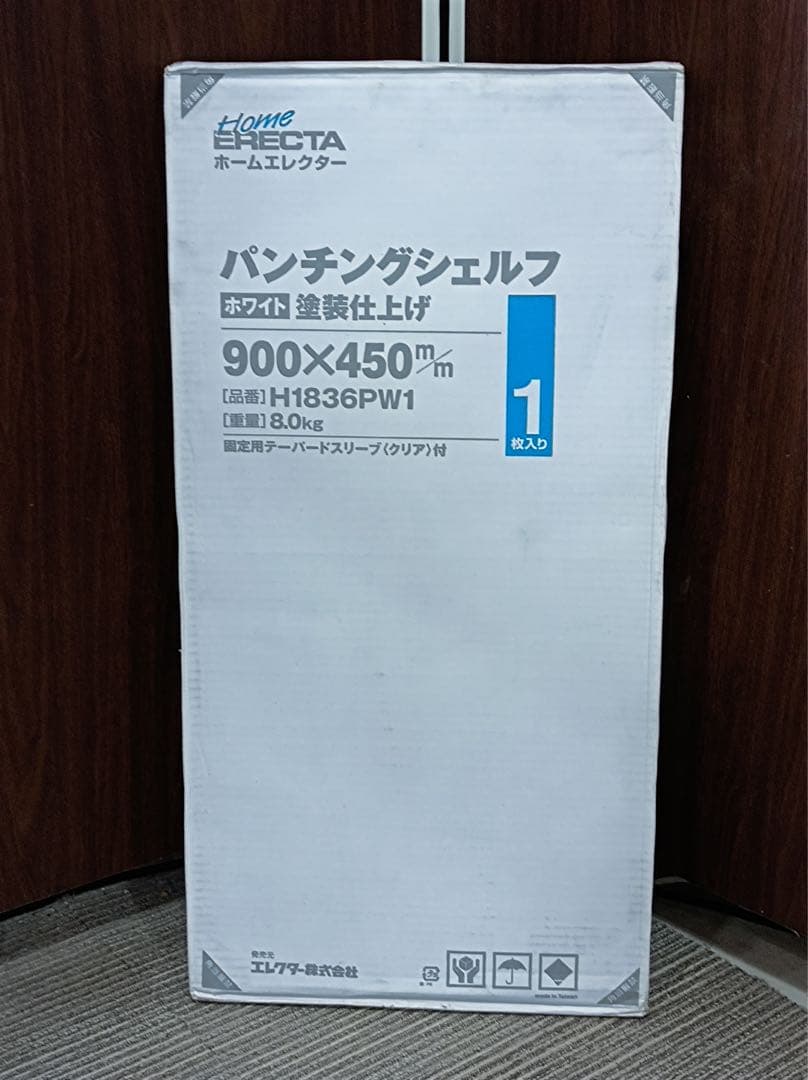 Home
ERECTA
ホームエレクター
パンチングシェルフ
ホワイト 塗装仕上げ
900×450m/m
[品番]H1836PW1
[重量]8.0kg
固定用テーパードスリーブ〈クリア〉付
1
枚入り
発売元
エレクター株式会社
made in Taiwan